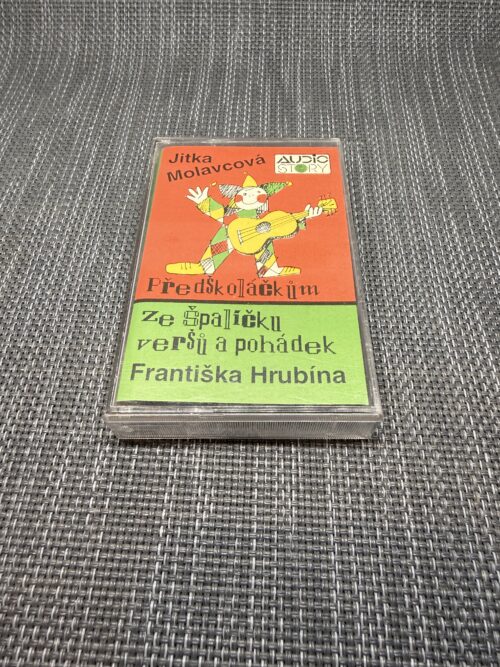 Jitka
Molavcová
AUDIO
STORY
Předškoláčkům
ze Špalíčku
veršů a pohádek
Františka Hrubína